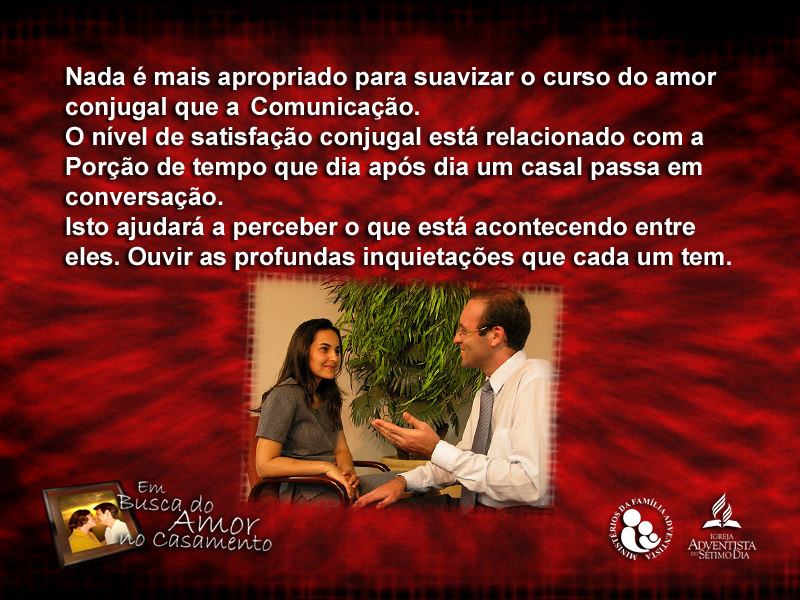 Nada é mais apropriado para suavizar o curso do amor
conjugal que a Comunicação.
O nível de satisfação conjugal está relacionado com a
Porção de tempo que dia após dia um casal passa em
conversação.
Isto ajudará a perceber o que está acontecendo entre
eles. Ouvir as profundas inquietações que cada um tem.
Em
Busca do
Amor
no Casamento
MINISTÉRIOS DA FAMÍLIA ADVENTISTA
IGREJA
ADVENTISTA
DO SÉTIMO DIA